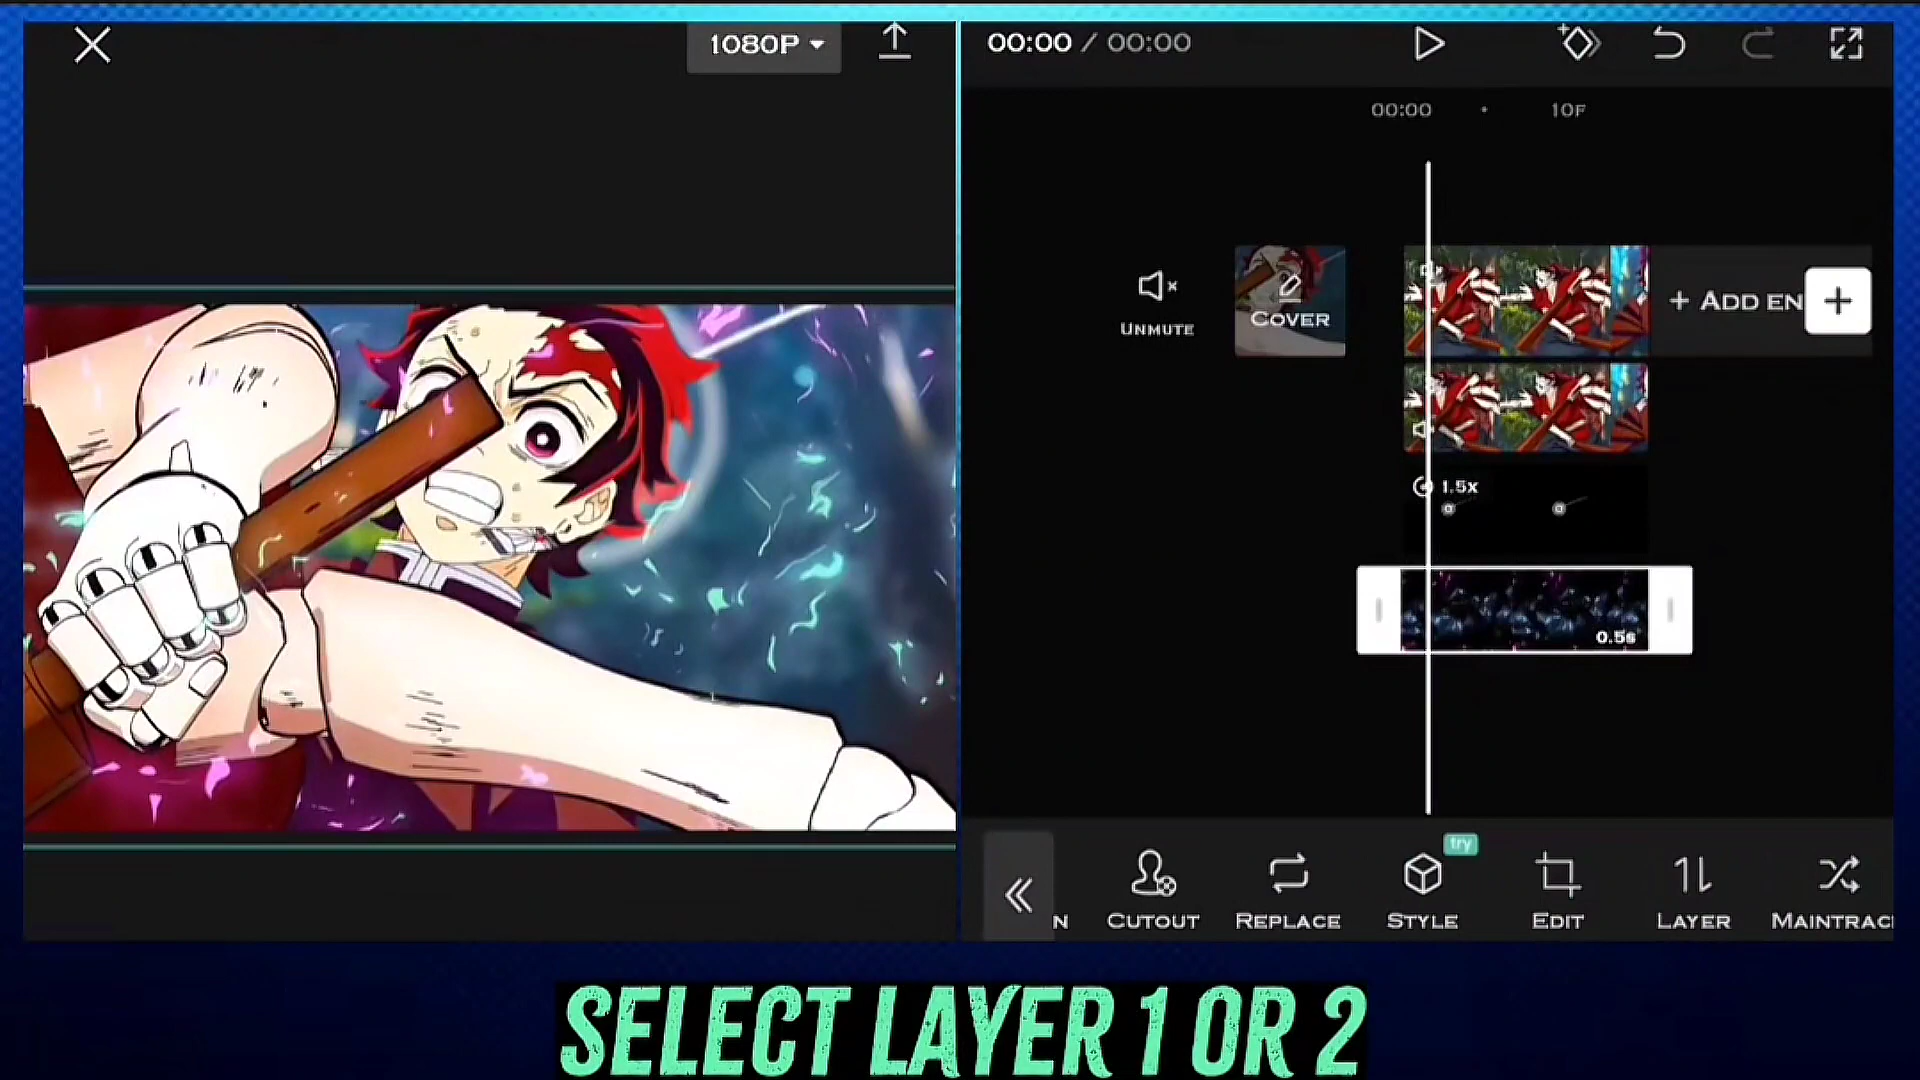 1080P
00:00 / 00:00
00:00
10F
UNMUTE
COVER
+ ADD EN
1.5x
0.5s
try
N
CUTOUT
REPLACE
STYLE
EDIT
LAYER
MAINTRAC
SELECT LAYER 1 OR 2